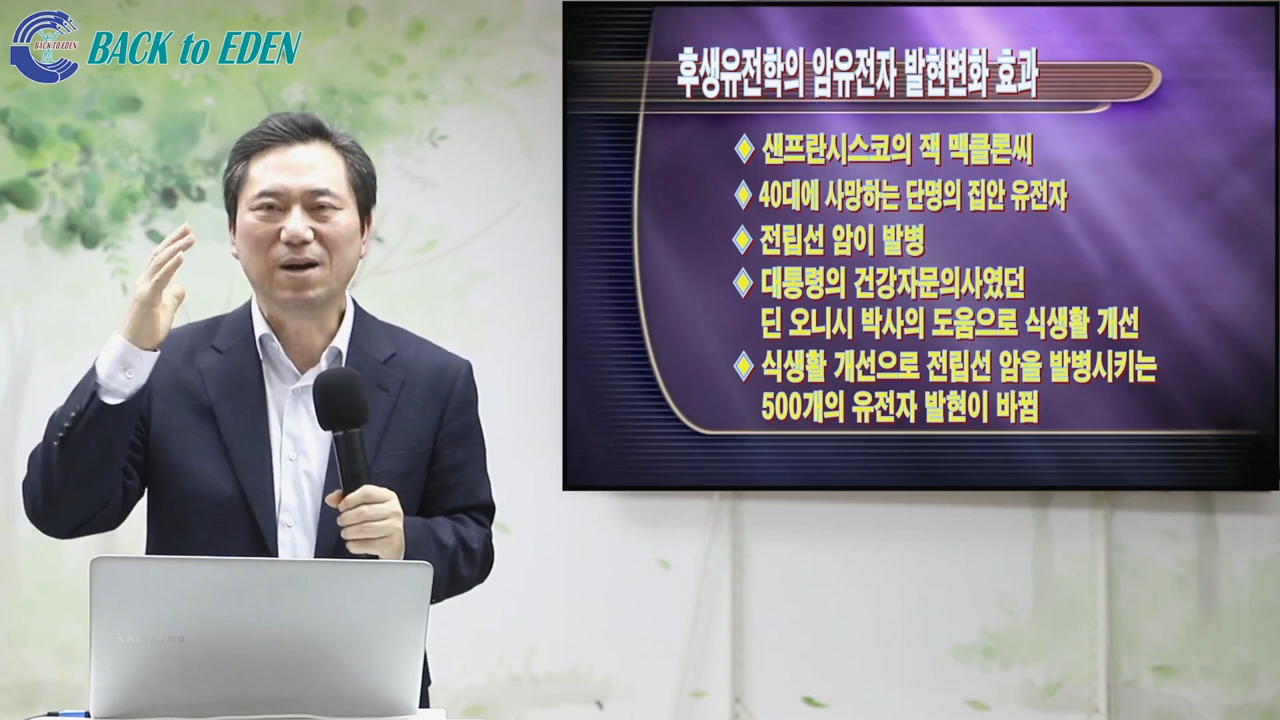 BACK TO EDEN
BACK to EDEN
후생유전학의 암유전자 발현변화 효과
샌프란시스코의 잭 맥클론씨
40대에 사망하는 단명의 집안 유전자
전립선 암이 발병
대통령의 건강자문의사였던
딘 오니시 박사의 도움으로 식생활 개선
식생활 개선으로 전립선 암을 발병시키는
500개의 유전자 발현이 바뀜
SAMSUNG